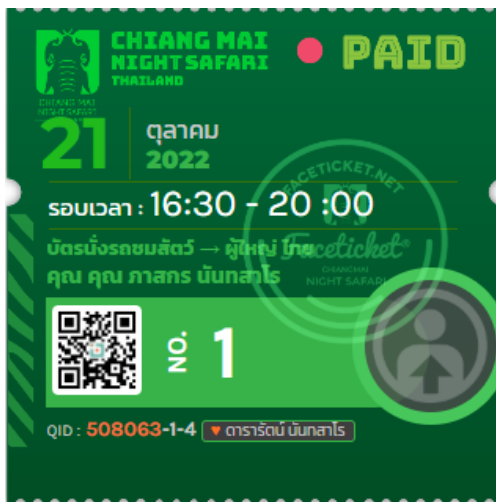 CHIANG MAI
NIGHT SAFARI
THAILAND
PAID
CHIANG MAI
NIGHT SAFARI
21
ตุลาคม
2022
รอบเวลา : 16:30 - 20 :00
บัตรนั่งรถชมสัตว์ → ผู้ใหญ่ ไทย
คุณ คุณ ภาสกร นันทสาโร
FACETICKET.NET
Faceticket
CHIANGMAI
NIGHT SAFARI
NO. 1
QID : 508063-1-4 ♥ ดารารัตน์ นันทสาโร